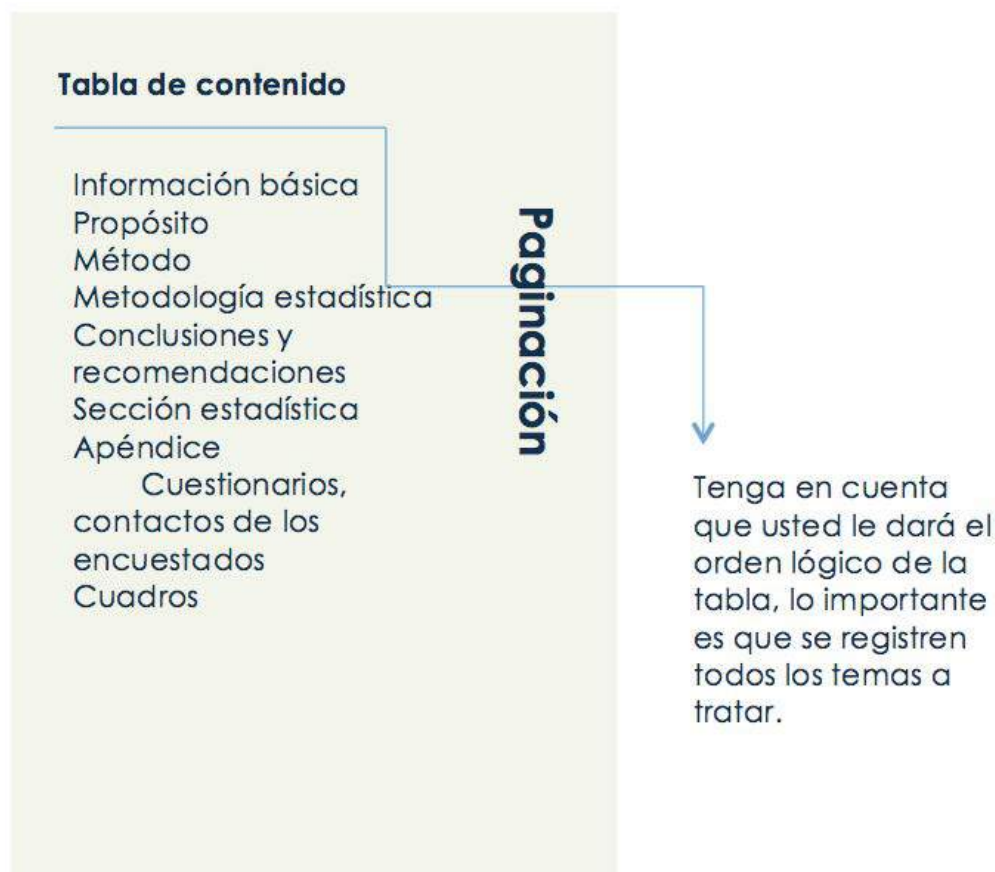 Tabla de contenido
Información básica
Propósito
Método
Metodología estadística
Conclusiones y
recomendaciones
Sección estadística
Apéndice
Cuestionarios,
contactos de los
encuestados
Cuadros
Paginación
Tenga en cuenta
que usted le dará el
orden lógico de la
tabla, lo importante
es que se registren
todos los temas a
tratar.